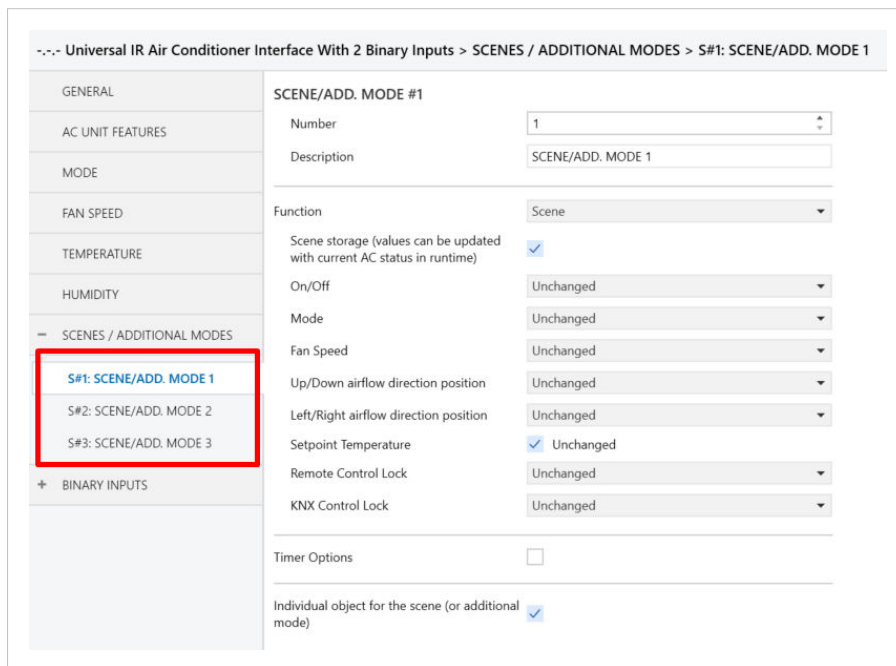 -.-.- Universal IR Air Conditioner Interface With 2 Binary Inputs > SCENES / ADDITIONAL MODES > S#1: SCENE/ADD. MODE 1
GENERAL
AC UNIT FEATURES
MODE
FAN SPEED
TEMPERATURE
HUMIDITY
− SCENES / ADDITIONAL MODES
S#1: SCENE/ADD. MODE 1
S#2: SCENE/ADD. MODE 2
S#3: SCENE/ADD. MODE 3
+ BINARY INPUTS
SCENE/ADD. MODE #1
Number 1
Description SCENE/ADD. MODE 1
Function Scene
Scene storage (values can be updated
with current AC status in runtime)
On/Off Unchanged
Mode Unchanged
Fan Speed Unchanged
Up/Down airflow direction position Unchanged
Left/Right airflow direction position Unchanged
Setpoint Temperature Unchanged
Remote Control Lock Unchanged
KNX Control Lock Unchanged
Timer Options
Individual object for the scene (or additional
mode)